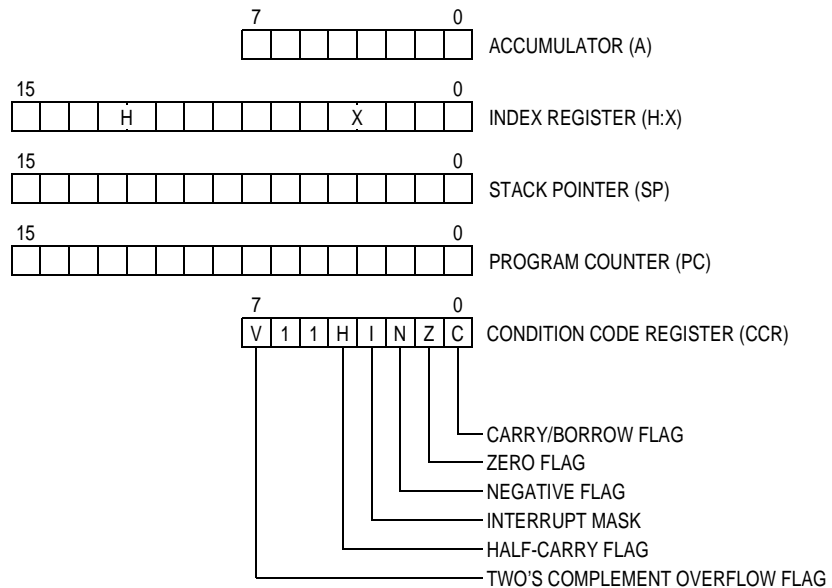 7 0
ACCUMULATOR (A)
15 0
H X INDEX REGISTER (H:X)
15 0
STACK POINTER (SP)
15 0
PROGRAM COUNTER (PC)
7 0
V 1 1 H I N Z C CONDITION CODE REGISTER (CCR)
CARRY/BORROW FLAG
ZERO FLAG
NEGATIVE FLAG
INTERRUPT MASK
HALF-CARRY FLAG
TWO'S COMPLEMENT OVERFLOW FLAG